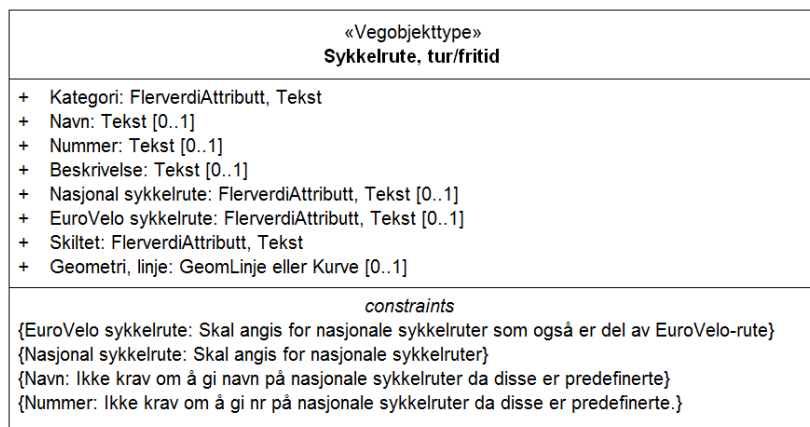 «Vegobjekttype»
Sykkelrute, tur/fritid
+ Kategori: FlerverdiAttributt, Tekst
+ Navn: Tekst [0..1]
+ Nummer: Tekst [0..1]
+ Beskrivelse: Tekst [0..1]
+ Nasjonal sykkelrute: FlerverdiAttributt, Tekst [0..1]
+ EuroVelo sykkelrute: FlerverdiAttributt, Tekst [0..1]
+ Skiltet: FlerverdiAttributt, Tekst
+ Geometri, linje: GeomLinje eller Kurve [0..1]
constraints
{EuroVelo sykkelrute: Skal angis for nasjonale sykkelruter som også er del av EuroVelo-rute}
{Nasjonal sykkelrute: Skal angis for nasjonale sykkelruter}
{Navn: Ikke krav om å gi navn på nasjonale sykkelruter da disse er predefinerte}
{Nummer: Ikke krav om å gi nr på nasjonale sykkelruter da disse er predefinerte.}